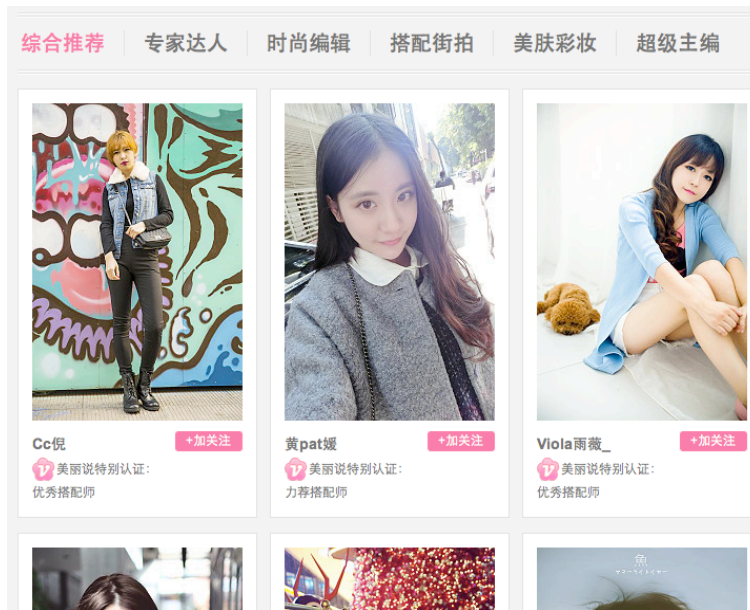 综合推荐 专家达人 时尚编辑 搭配街拍 美肤彩妆 超级主编
Cc倪 +加关注
V 美丽说特别认证：
优秀搭配师
黄pat媛 +加关注
V 美丽说特别认证：
力荐搭配师
Viola雨薇_ +加关注
V 美丽说特别认证：
优秀搭配师
魚